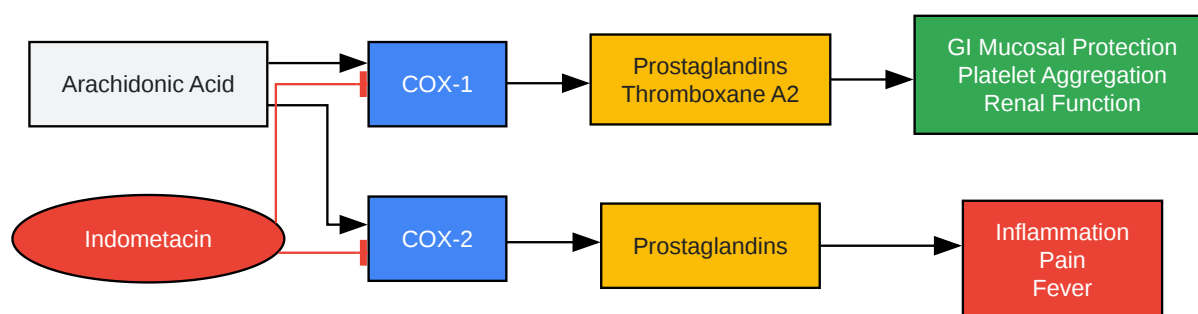 Arachidonic Acid
COX-1
Prostaglandins
Thromboxane A2
GI Mucosal Protection
Platelet Aggregation
Renal Function
Indometacin
COX-2
Prostaglandins
Inflammation
Pain
Fever